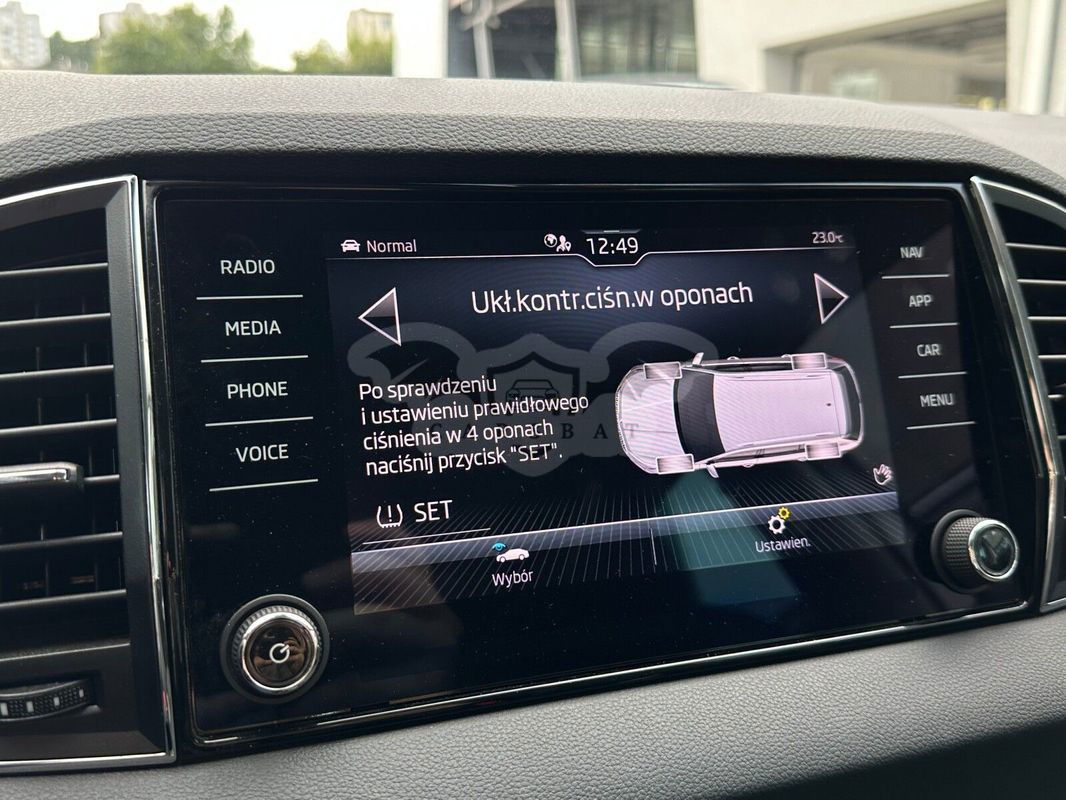 Normal
12:49
23.0°C
RADIO
MEDIA
PHONE
VOICE
Ukł.kontr.ciśn.w oponach
Po sprawdzeniu
i ustawieniu prawidłowego
ciśnienia w 4 oponach
naciśnij przycisk "SET".
SET
Wybór
Ustawien.
NAV
APP
CAR
MENU